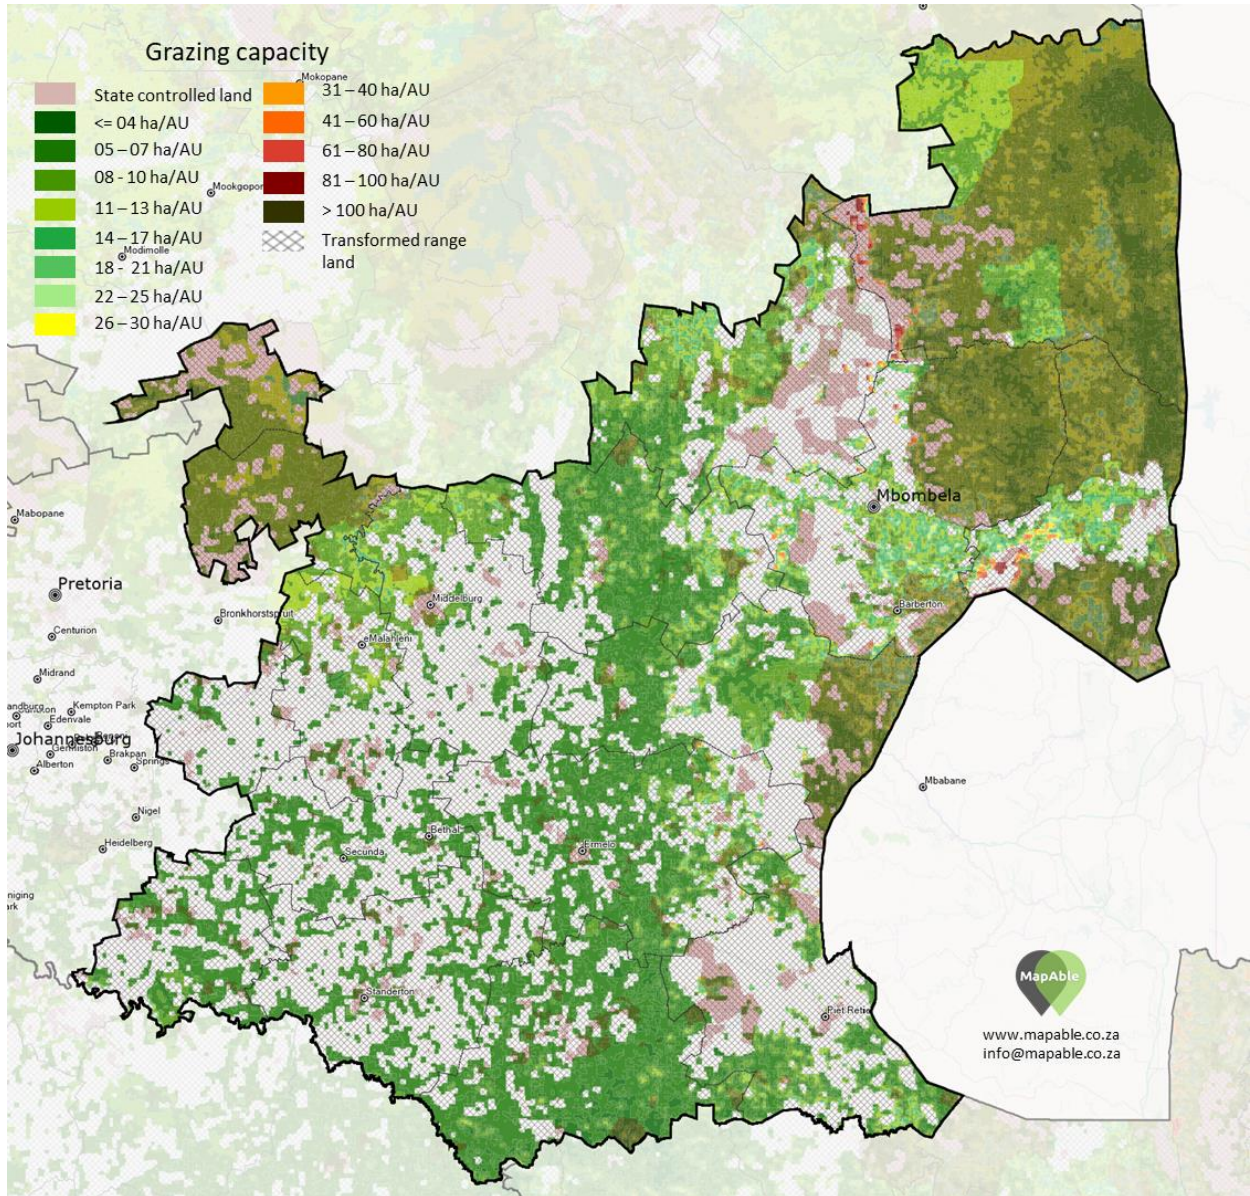 Grazing capacity
State controlled land
<= 04 ha/AU
05 – 07 ha/AU
08 - 10 ha/AU
11 – 13 ha/AU
14 – 17 ha/AU
18 - 21 ha/AU
22 – 25 ha/AU
26 – 30 ha/AU
31 – 40 ha/AU
41 – 60 ha/AU
61 – 80 ha/AU
81 – 100 ha/AU
> 100 ha/AU
Transformed range
land
Mokopane
Mookgopon
Modimolle
Mabopane
Pretoria
Centurion
Bronkhorstspruit
Midrand
Kempton Park
Edenvale
Johannesburg
Germiston
Brakpan
Springs
Alberton
Nigel
Heidelberg
Middelburg
eMalahleni
Mbombela
Barberton
Mbabane
Bethal
Secunda
Ermelo
Standerton
Piet Retie
MapAble
www.mapable.co.za
info@mapable.co.za